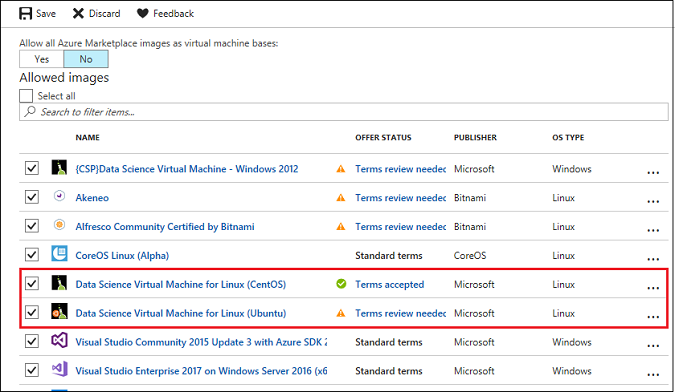 Save Discard Feedback
Allow all Azure Marketplace images as virtual machine bases:
Yes No
Allowed images
Select all
Search to filter items...
NAME OFFER STATUS PUBLISHER OS TYPE
{CSP}Data Science Virtual Machine - Windows 2012 Terms review needed Microsoft Windows ...
Akeneo Terms review needed Bitnami Linux ...
Alfresco Community Certified by Bitnami Terms review needed Bitnami Linux ...
CoreOS Linux (Alpha) Standard terms CoreOS Linux ...
Data Science Virtual Machine for Linux (CentOS) Terms accepted Microsoft Linux ...
Data Science Virtual Machine for Linux (Ubuntu) Terms review needed Microsoft Linux ...
Visual Studio Community 2015 Update 3 with Azure SDK 2 Standard terms Microsoft Windows ...
Visual Studio Enterprise 2017 on Windows Server 2016 (x6 Standard terms Microsoft Windows ...